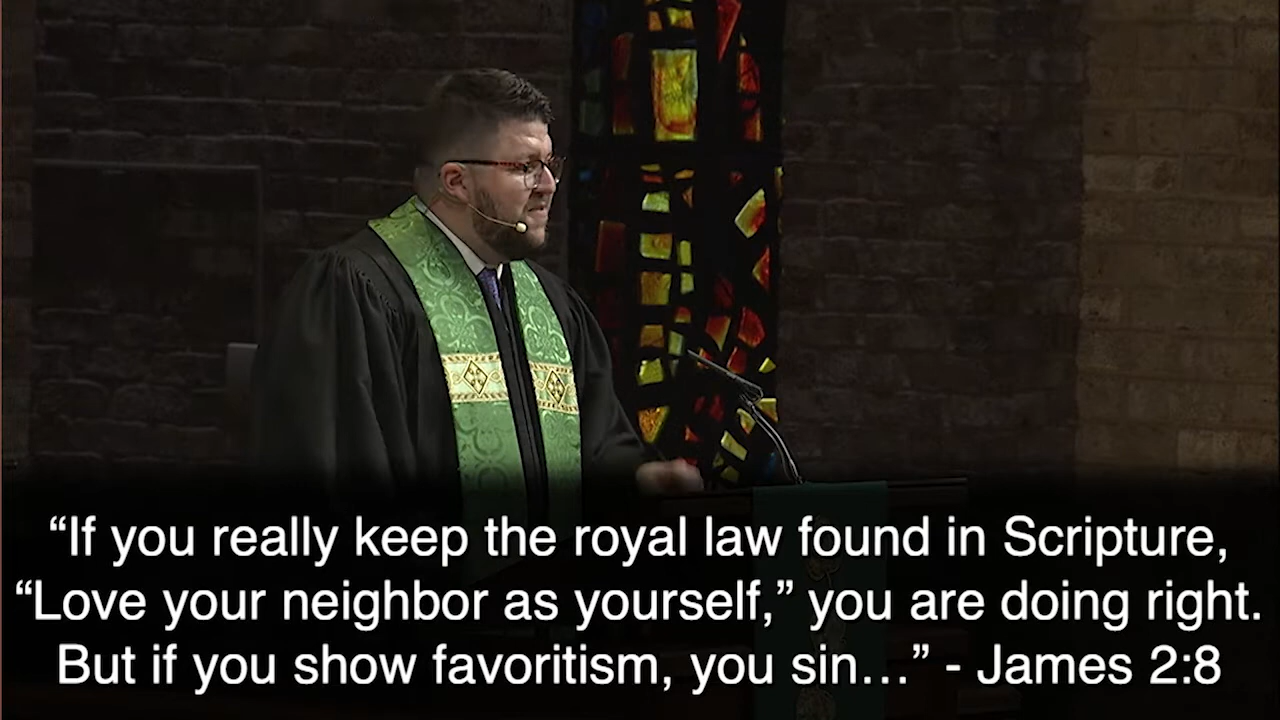 “If you really keep the royal law found in Scripture,
“Love your neighbor as yourself,” you are doing right.
But if you show favoritism, you sin…” - James 2:8